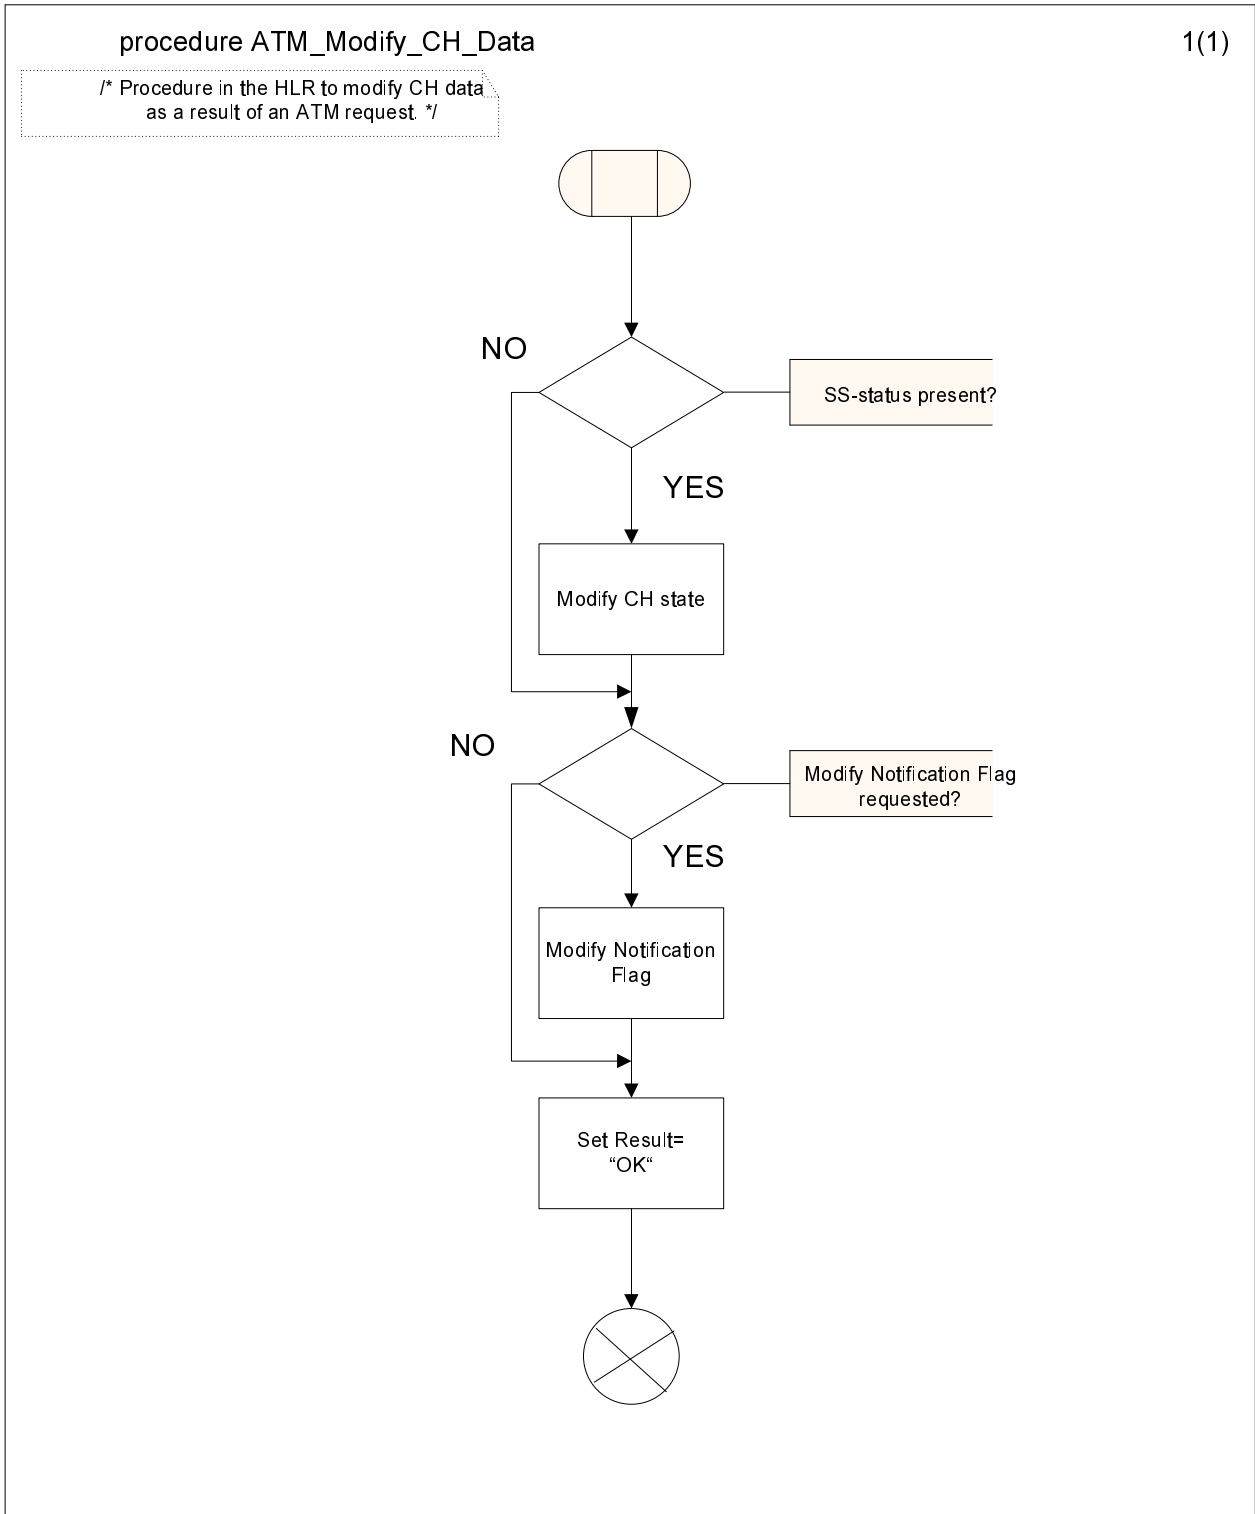 procedure ATM_Modify_CH_Data
1(1)
/* Procedure in the HLR to modify CH data
as a result of an ATM request. */
NO
SS-status present?
YES
Modify CH state
NO
Modify Notification Flag
requested?
YES
Modify Notification
Flag
Set Result=
“OK“